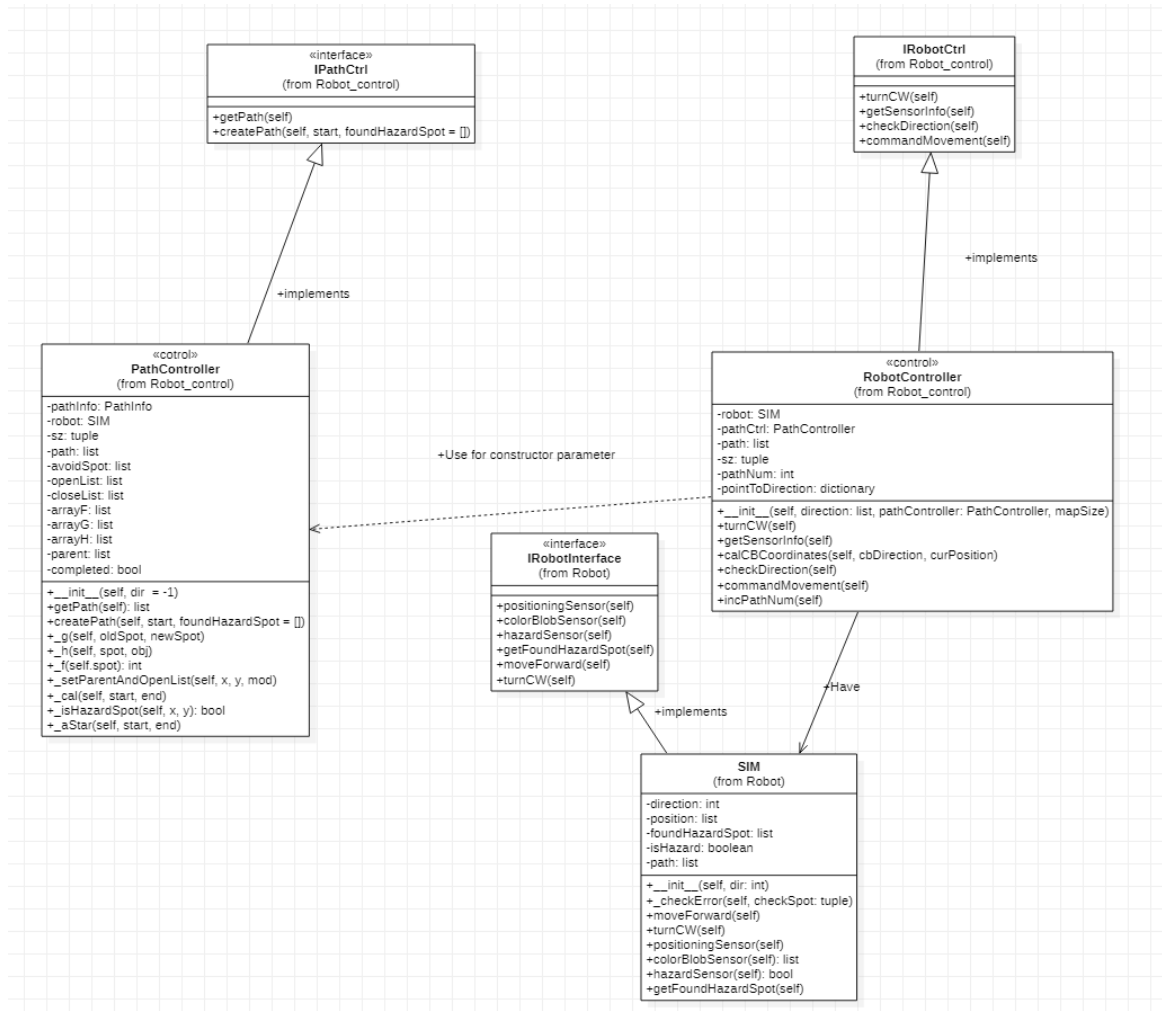 «interface»
IPathCtrl
(from Robot_control)
+getPath(self)
+createPath(self, start, foundHazardSpot = [])
IRobotCtrl
(from Robot_control)
+turnCW(self)
+getSensorInfo(self)
+checkDirection(self)
+commandMovement(self)
+implements
+implements
«cotrol»
PathController
(from Robot_control)
-pathInfo: PathInfo
-robot: SIM
-sz: tuple
-path: list
-avoidSpot: list
-openList: list
-closeList: list
-arrayF: list
-arrayG: list
-arrayH: list
-parent: list
-completed: bool
+__init__(self, dir  = -1)
+getPath(self): list
+createPath(self, start, foundHazardSpot = [])
+_g(self, oldSpot, newSpot)
+_h(self, spot, obj)
+_f(self.spot): int
+_setParentAndOpenList(self, x, y, mod)
+_cal(self, start, end)
+_isHazardSpot(self, x, y): bool
+_aStar(self, start, end)
+Use for constructor parameter
«control»
RobotController
(from Robot_control)
-robot: SIM
-pathCtrl: PathController
-path: list
-sz: tuple
-pathNum: int
-pointToDirection: dictionary
+__init__(self, direction: list, pathController: PathController, mapSize)
+turnCW(self)
+getSensorInfo(self)
+calCBCoordinates(self, cbDirection, curPosition)
+checkDirection(self)
+commandMovement(self)
+incPathNum(self)
«interface»
IRobotInterface
(from Robot)
+positioningSensor(self)
+colorBlobSensor(self)
+hazardSensor(self)
+getFoundHazardSpot(self)
+moveForward(self)
+turnCW(self)
+Have
+implements
SIM
(from Robot)
-direction: int
-position: list
-foundHazardSpot: list
-isHazard: boolean
-path: list
+__init__(self, dir: int)
+_checkError(self, checkSpot: tuple)
+moveForward(self)
+turnCW(self)
+positioningSensor(self)
+colorBlobSensor(self): list
+hazardSensor(self): bool
+getFoundHazardSpot(self)